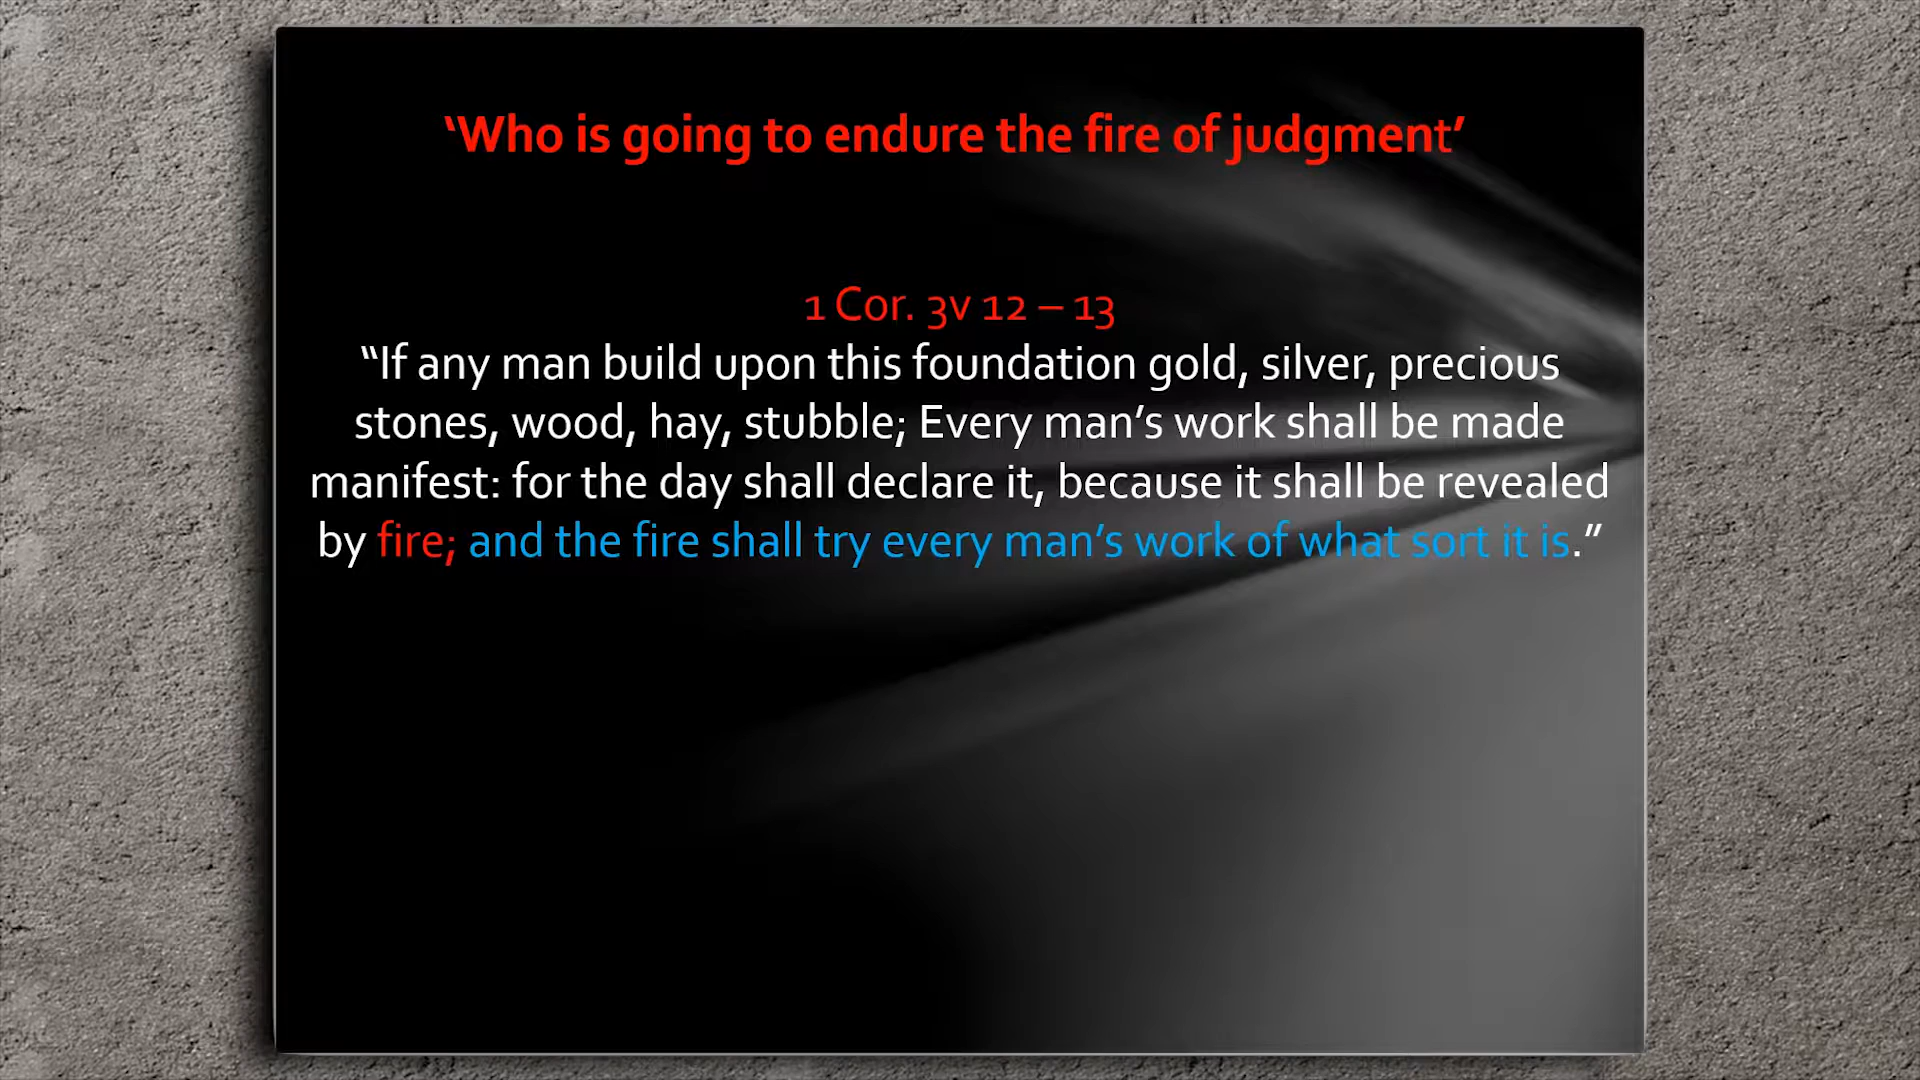 ‘Who is going to endure the fire of judgment’
1 Cor. 3v 12 – 13
“If any man build upon this foundation gold, silver, precious
stones, wood, hay, stubble; Every man’s work shall be made
manifest: for the day shall declare it, because it shall be revealed
by fire; and the fire shall try every man’s work of what sort it is.”